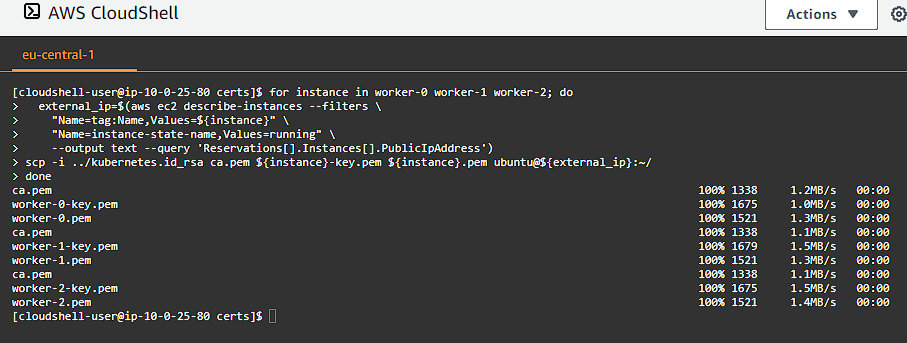 AWS CloudShell
Actions ▼
eu-central-1
[cloudshell-user@ip-10-0-25-80 certs]$ for instance in worker-0 worker-1 worker-2; do
>   external_ip=$(aws ec2 describe-instances --filters \
>     "Name=tag:Name,Values=${instance}" \
>     "Name=instance-state-name,Values=running" \
>     --output text --query 'Reservations[].Instances[].PublicIpAddress')
> scp -i ../kubernetes.id_rsa ca.pem ${instance}-key.pem ${instance}.pem ubuntu@${external_ip}:~/
> done
ca.pem 100% 1338 1.2MB/s 00:00
worker-0-key.pem 100% 1675 1.0MB/s 00:00
worker-0.pem 100% 1521 1.3MB/s 00:00
ca.pem 100% 1338 1.1MB/s 00:00
worker-1-key.pem 100% 1679 1.5MB/s 00:00
worker-1.pem 100% 1521 1.3MB/s 00:00
ca.pem 100% 1338 1.1MB/s 00:00
worker-2-key.pem 100% 1675 1.5MB/s 00:00
worker-2.pem 100% 1521 1.4MB/s 00:00
[cloudshell-user@ip-10-0-25-80 certs]$